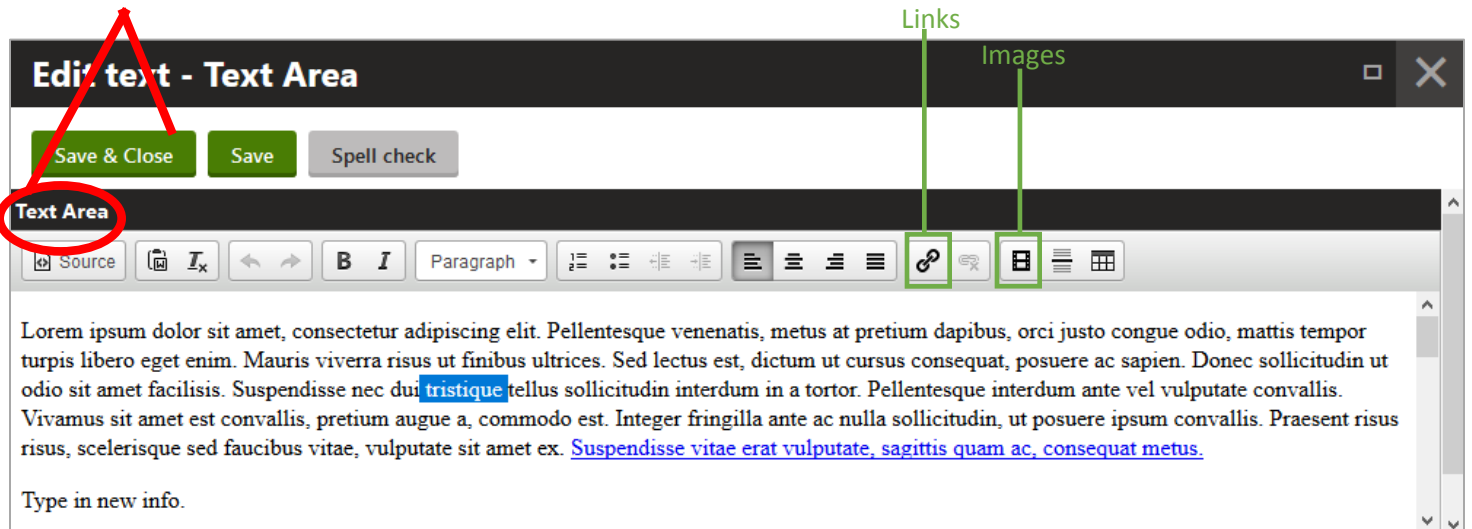 Links
Images
Edit text - Text Area
Save & Close Save Spell check
Text Area
Source B I Paragraph
Lorem ipsum dolor sit amet, consectetur adipiscing elit. Pellentesque venenatis, metus at pretium dapibus, orci justo congue odio, mattis tempor
turpis libero eget enim. Mauris viverra risus ut finibus ultrices. Sed lectus est, dictum ut cursus consequat, posuere ac sapien. Donec sollicitudin ut
odio sit amet facilisis. Suspendisse nec dui tristique tellus sollicitudin interdum in a tortor. Pellentesque interdum ante vel vulputate convallis.
Vivamus sit amet est convallis, pretium augue a, commodo est. Integer fringilla ante ac nulla sollicitudin, ut posuere ipsum convallis. Praesent risus
risus, scelerisque sed faucibus vitae, vulputate sit amet ex. Suspendisse vitae erat vulputate, sagittis quam ac, consequat metus.
Type in new info.